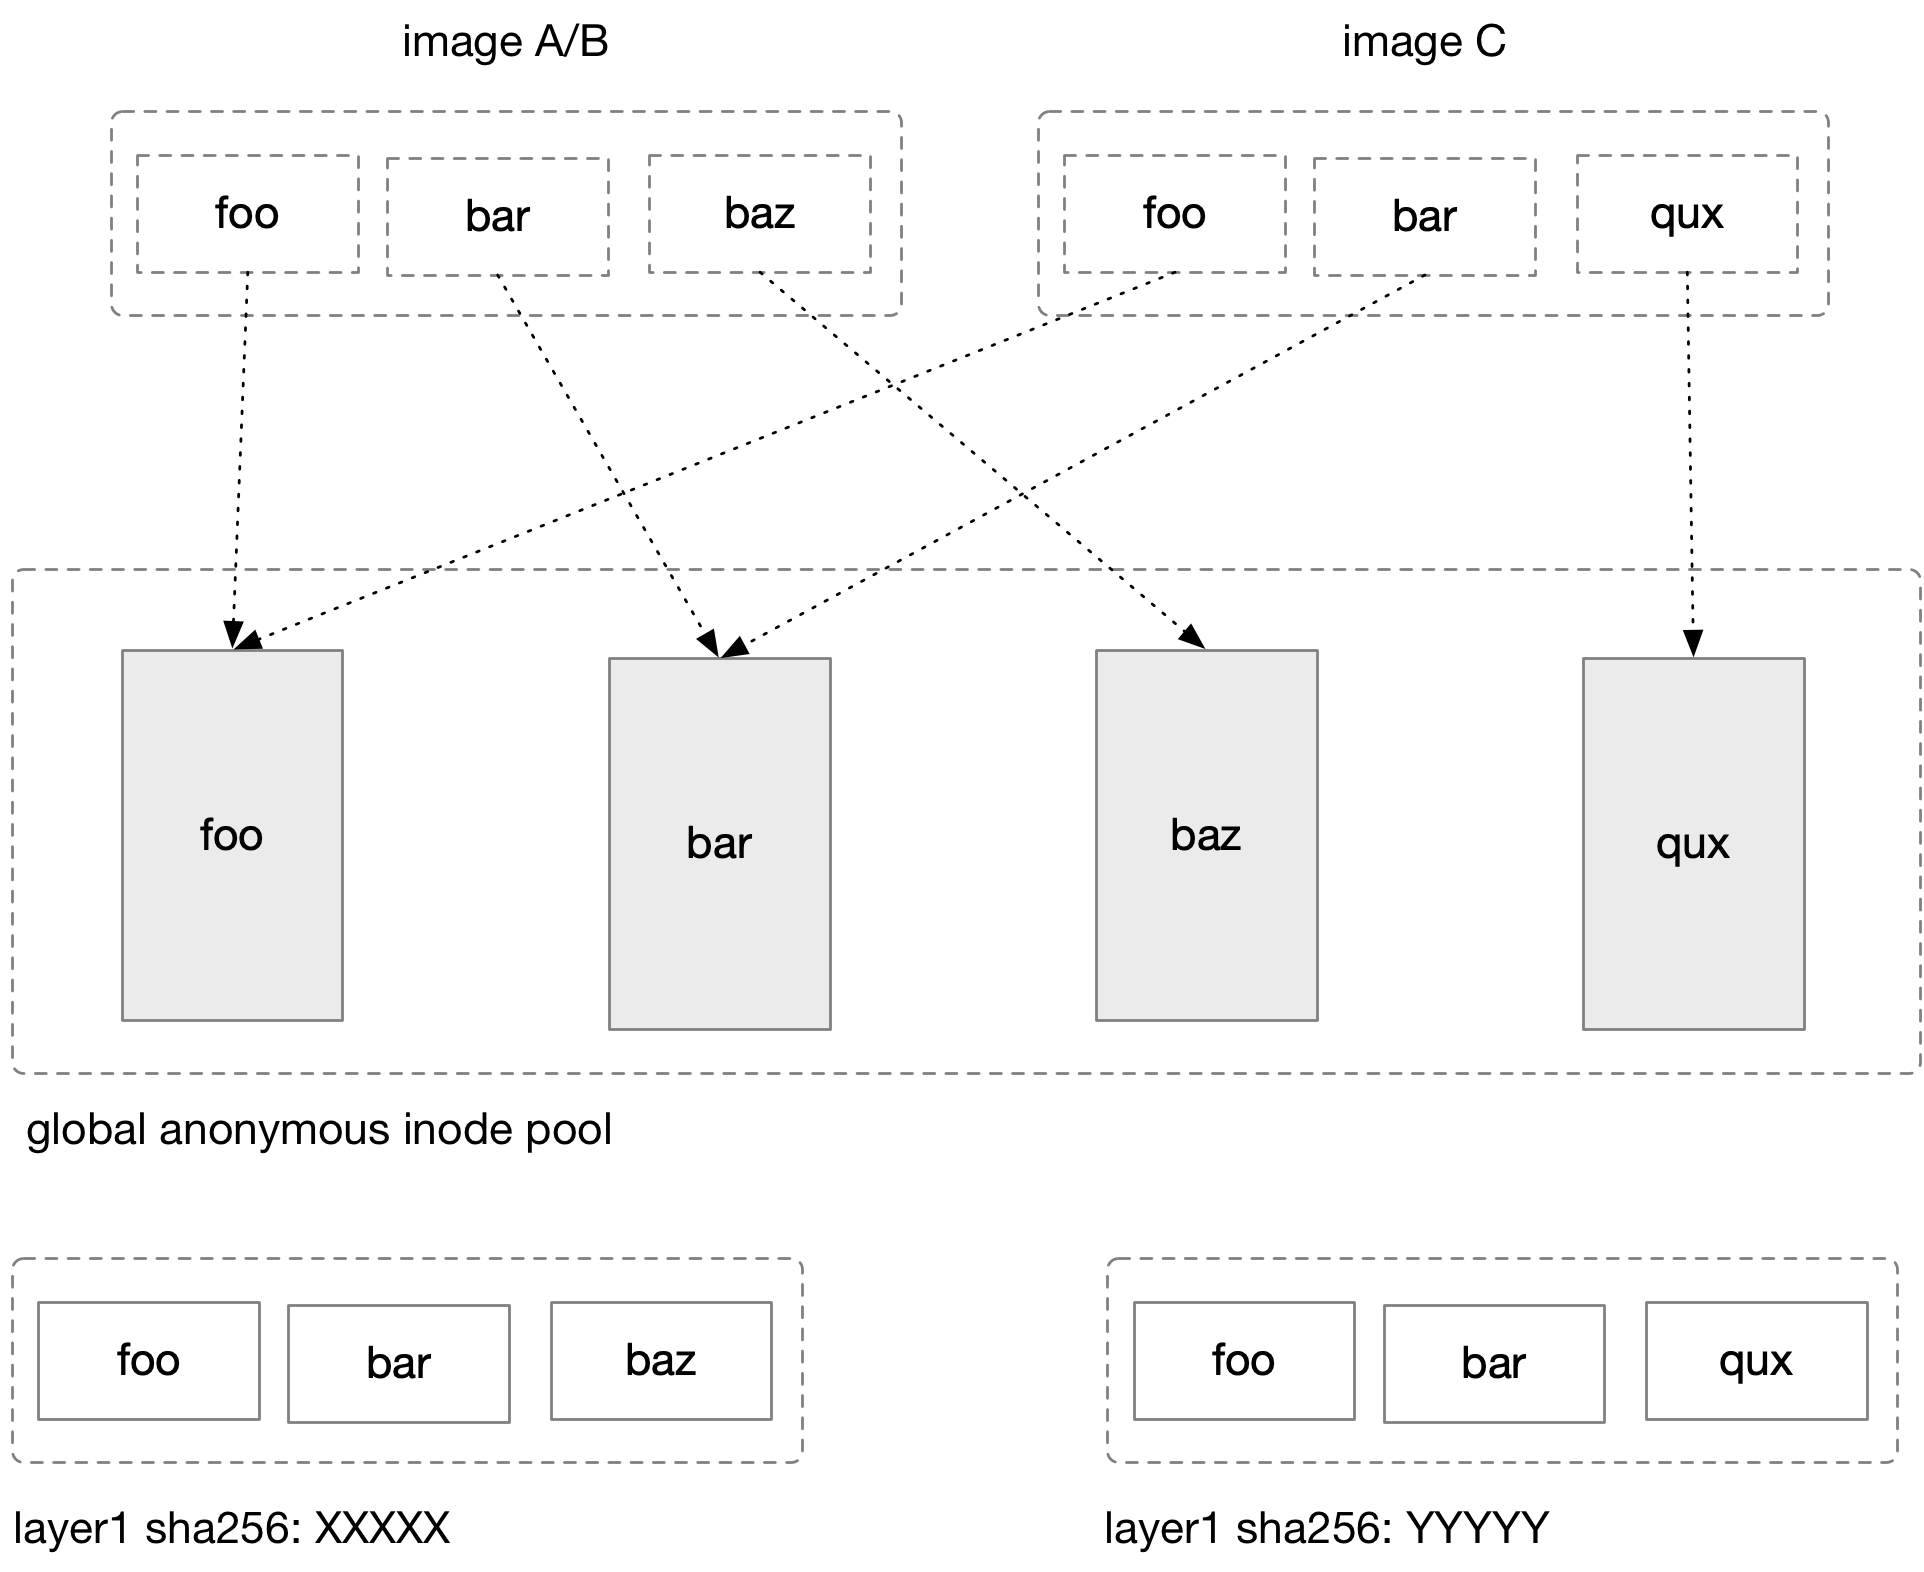 image A/B
image C
foo
bar
baz
foo
bar
qux
foo
bar
baz
qux
global anonymous inode pool
foo
bar
baz
foo
bar
qux
layer1 sha256: XXXXX
layer1 sha256: YYYYY